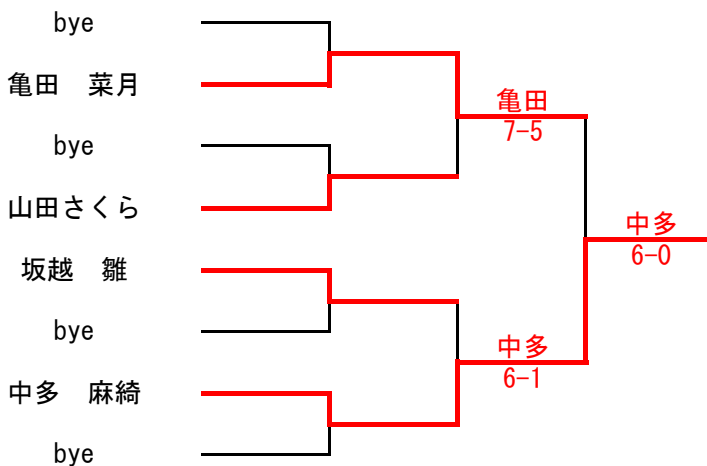 bye
亀田　菜月
bye
山田さくら
坂越　雛
bye
中多　麻綺
bye
亀田
7-5
中多
6-1
中多
6-0